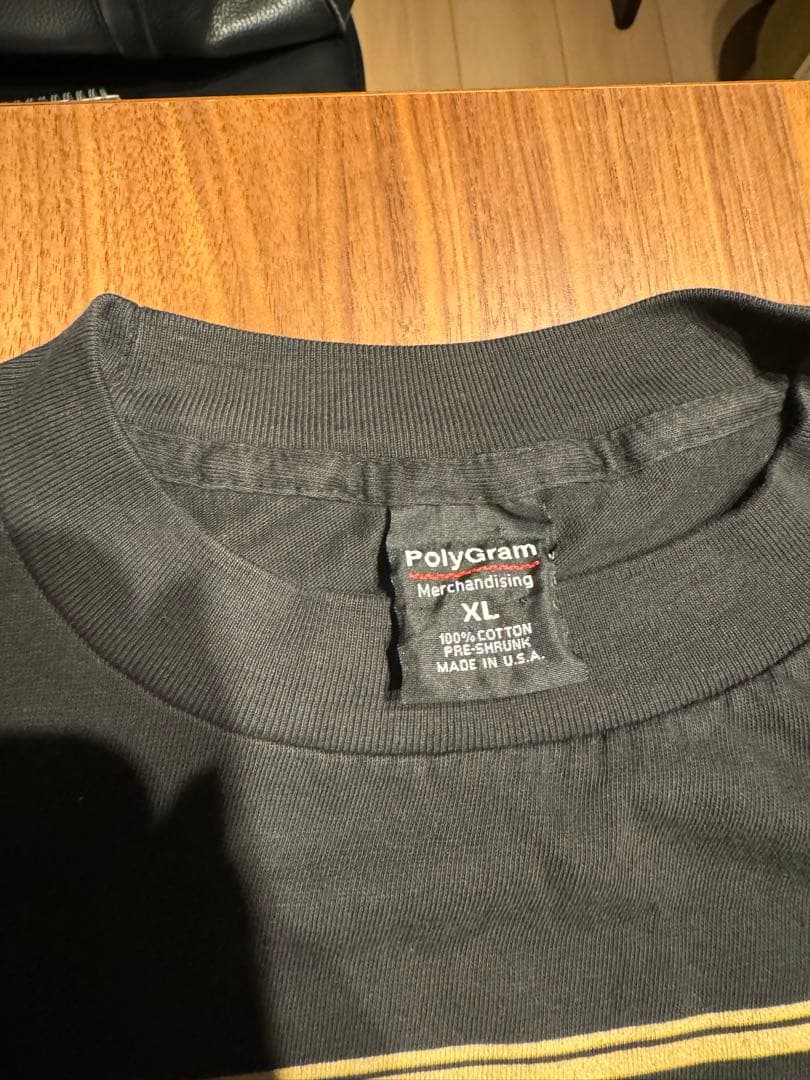 PolyGram
Merchandising
XL
100% COTTON
PRE-SHRUNK
MADE IN U.S.A.